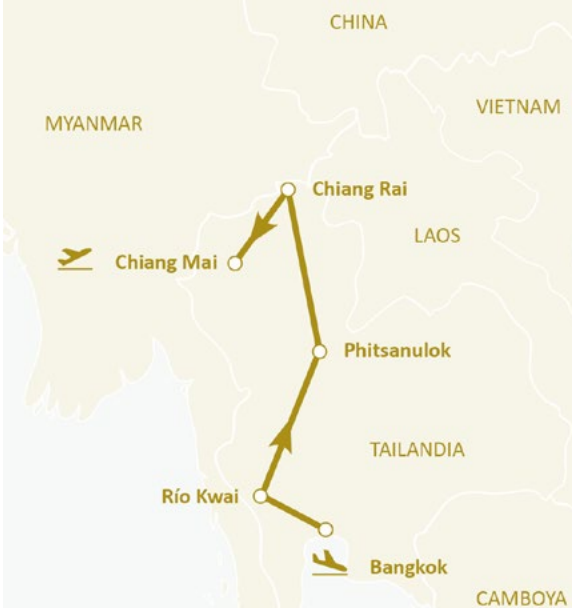 CHINA
VIETNAM
MYANMAR
Chiang Rai
LAOS
Chiang Mai
Phitsanulok
TAILANDIA
Río Kwai
Bangkok
CAMBOYA